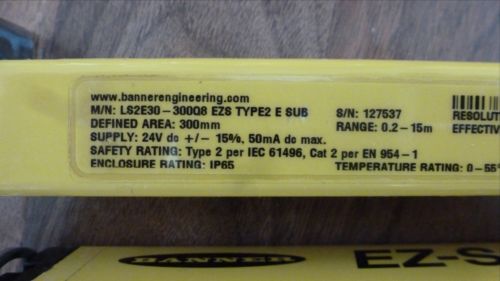 www.bannerengineering.com
M/N: LS2E30-300Q8 EZS TYPE2 E SUB S/N: 127537 RESOLUT
DEFINED AREA: 300mm RANGE: 0.2-15m EFFECTIV
SUPPLY: 24V dc +/- 15%, 50mA dc max.
SAFETY RATING: Type 2 per IEC 61496, Cat 2 per EN 954-1
ENCLOSURE RATING: IP65 TEMPERATURE RATING: 0-55°
BANNER EZ-S